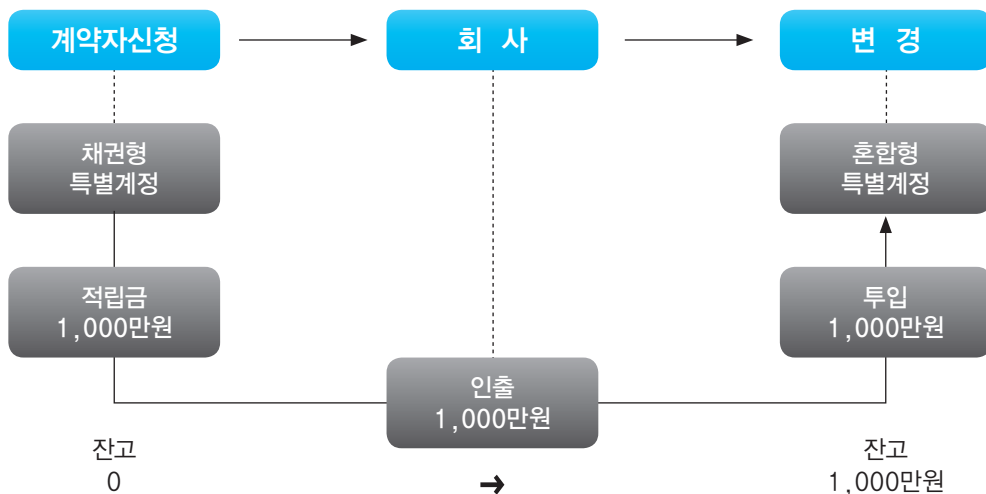 계약자신청
회 사
변 경
채권형
특별계정
혼합형
특별계정
적립금
1,000만원
투입
1,000만원
인출
1,000만원
잔고
0
잔고
1,000만원